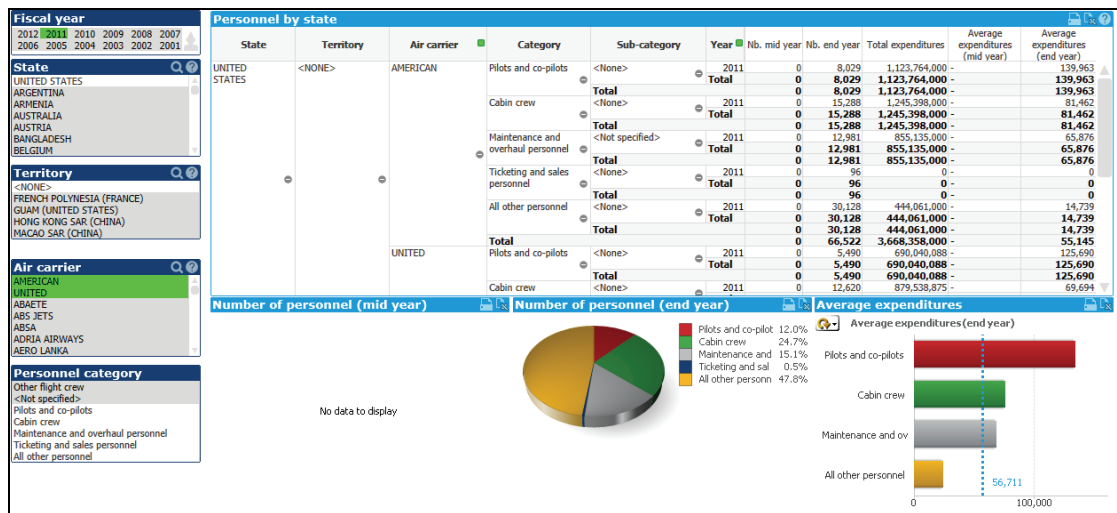 Fiscal year
2012 2011 2010 2009 2008 2007
2006 2005 2004 2003 2002 2001
State
UNITED STATES
ARGENTINA
ARMENIA
AUSTRALIA
AUSTRIA
BANGLADESH
BELGIUM
Territory
<NONE>
FRENCH POLYNESIA (FRANCE)
GUAM (UNITED STATES)
HONG KONG SAR (CHINA)
MACAO SAR (CHINA)
Air carrier
AMERICAN
UNITED
ABAETE
ABS JETS
ABSA
ADRIA AIRWAYS
AERO LANKA
Personnel category
Other flight crew
<Not specified>
Pilots and co-pilots
Cabin crew
Maintenance and overhaul personnel
Ticketing and sales personnel
All other personnel
Personnel by state
State Territory Air carrier Category Sub-category Year Nb. mid year Nb. end year Total expenditures Average expenditures (mid year) Average expenditures (end year)
UNITED STATES <NONE> AMERICAN Pilots and co-pilots <None> 2011 0 8,029 1,123,764,000 - 139,963
Total 0 8,029 1,123,764,000 - 139,963
Total 0 8,029 1,123,764,000 - 139,963
Cabin crew <None> 2011 0 15,288 1,245,398,000 - 81,462
Total 0 15,288 1,245,398,000 - 81,462
Total 0 15,288 1,245,398,000 - 81,462
Maintenance and overhaul personnel <Not specified> 2011 0 12,981 855,135,000 - 65,876
Total 0 12,981 855,135,000 - 65,876
Total 0 12,981 855,135,000 - 65,876
Ticketing and sales personnel <None> 2011 0 96 0 - 0
Total 0 96 0 - 0
Total 0 96 0 - 0
All other personnel <None> 2011 0 30,128 444,061,000 - 14,739
Total 0 30,128 444,061,000 - 14,739
Total 0 30,128 444,061,000 - 14,739
Total 0 66,522 3,668,358,000 - 55,145
UNITED Pilots and co-pilots <None> 2011 0 5,490 690,040,088 - 125,690
Total 0 5,490 690,040,088 - 125,690
Total 0 5,490 690,040,088 - 125,690
Cabin crew <None> 2011 0 12,620 879,538,875 - 69,694
Number of personnel (mid year)
No data to display
Number of personnel (end year)
Pilots and co-pilot 12.0%
Cabin crew 24.7%
Maintenance and 15.1%
Ticketing and sal 0.5%
All other personn 47.8%
Average expenditures
Average expenditures (end year)
Pilots and co-pilots
Cabin crew
Maintenance and ov
All other personnel
56,711
0 100,000